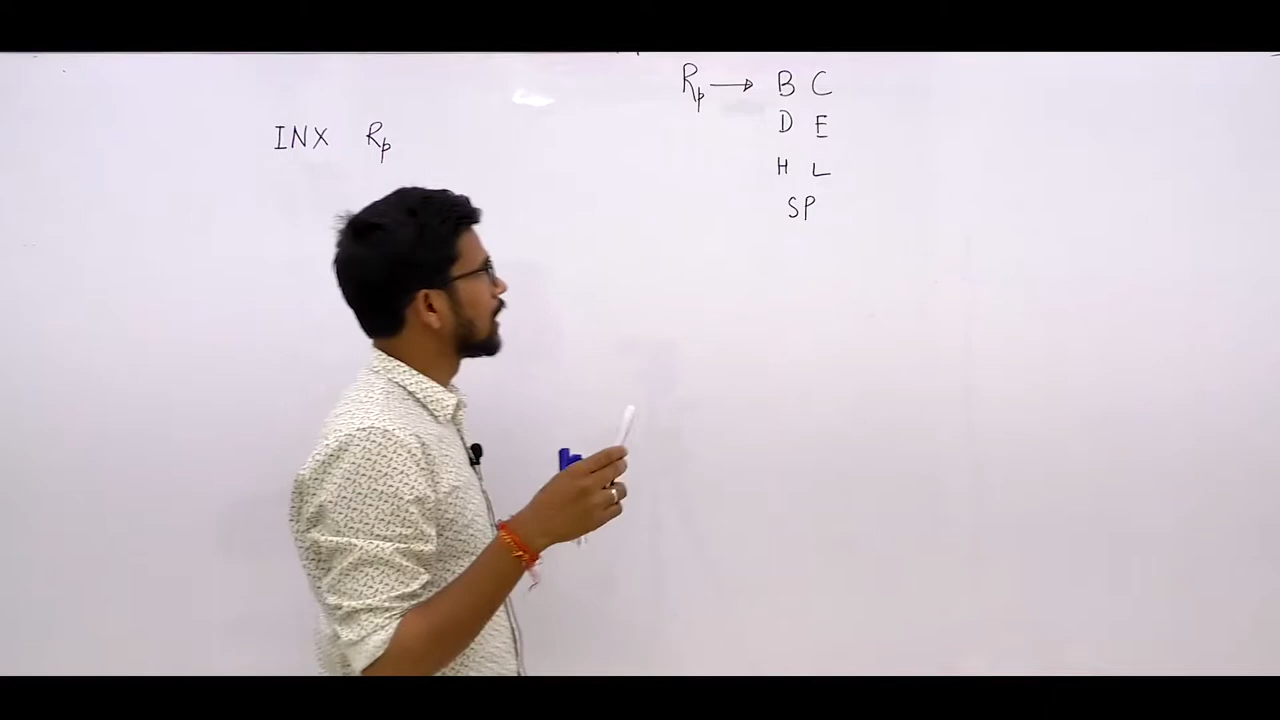 Rp → B C
D E
H L
SP
INX Rp